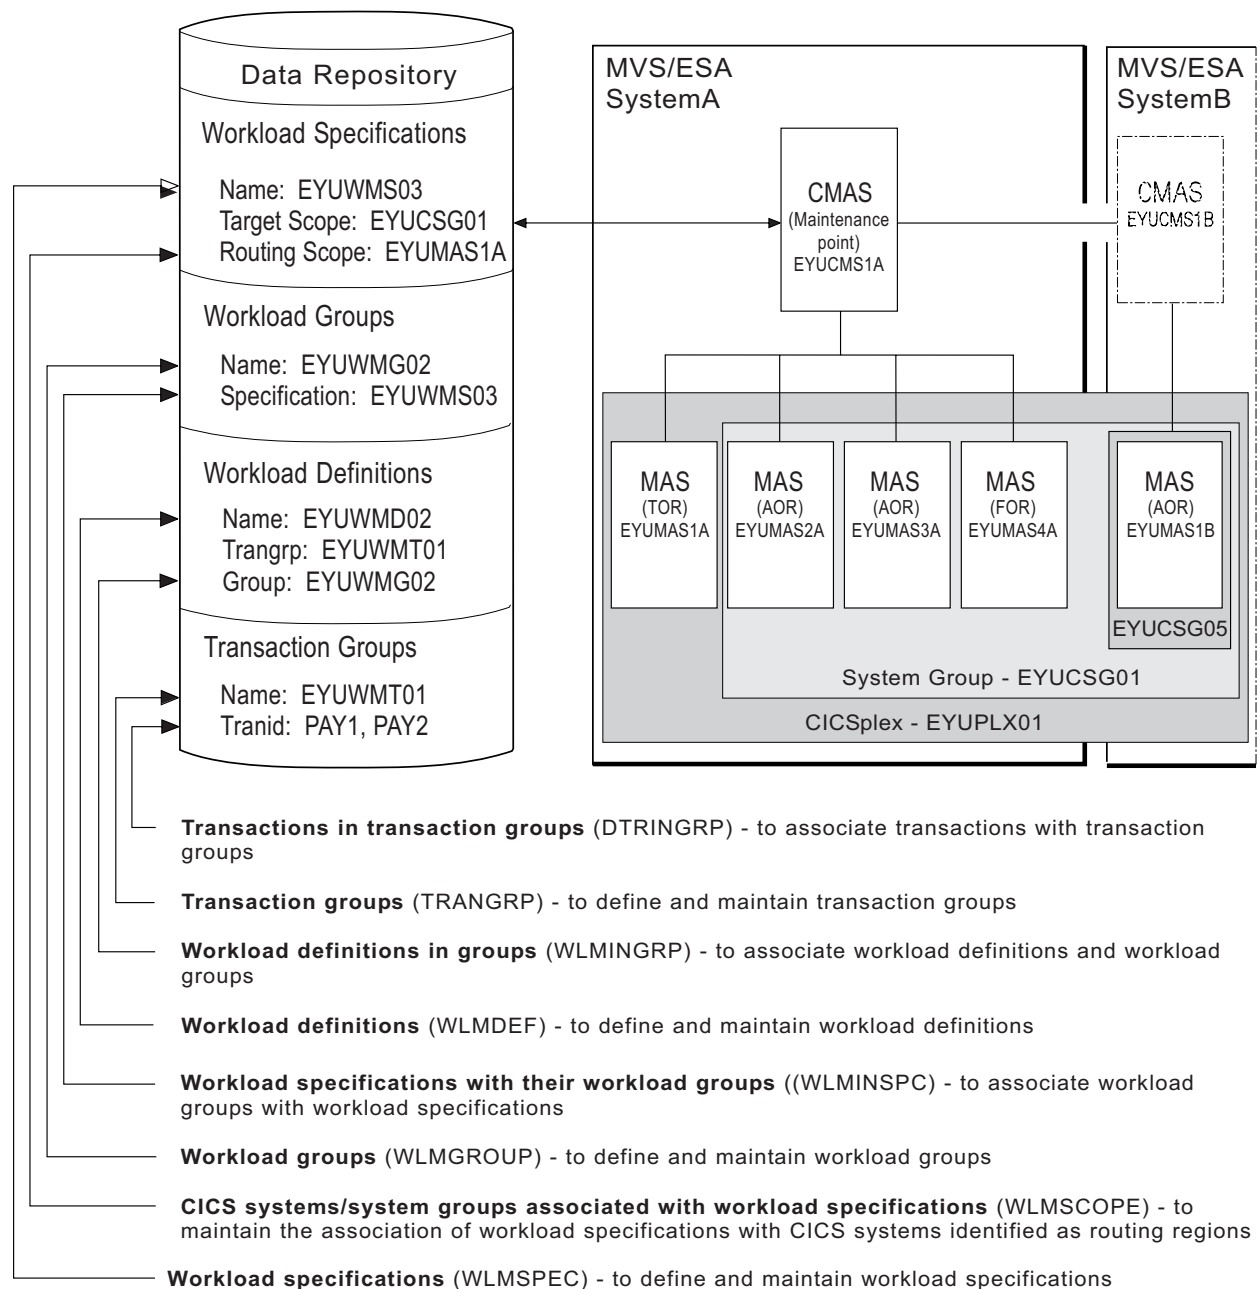 Data Repository
Workload Specifications
Name: EYUWMS03
Target Scope: EYUCSG01
Routing Scope: EYUMAS1A
Workload Groups
Name: EYUWMG02
Specification: EYUWMS03
Workload Definitions
Name: EYUWMD02
Trangrp: EYUWMT01
Group: EYUWMG02
Transaction Groups
Name: EYUWMT01
Tranid: PAY1, PAY2
MVS/ESA
SystemA
CMAS
(Maintenance
point)
EYUCMS1A
MVS/ESA
SystemB
CMAS
EYUCMS1B
MAS
(TOR)
EYUMAS1A
MAS
(AOR)
EYUMAS2A
MAS
(AOR)
EYUMAS3A
MAS
(FOR)
EYUMAS4A
MAS
(AOR)
EYUMAS1B
EYUCSG05
System Group - EYUCSG01
CICSplex - EYUPLX01
Transactions in transaction groups (DTRINGRP) - to associate transactions with transaction
groups
Transaction groups (TRANGRP) - to define and maintain transaction groups
Workload definitions in groups (WLMINGRP) - to associate workload definitions and workload
groups
Workload definitions (WLMDEF) - to define and maintain workload definitions
Workload specifications with their workload groups ((WLMINSPC) - to associate workload
groups with workload specifications
Workload groups (WLMGROUP) - to define and maintain workload groups
CICS systems/system groups associated with workload specifications (WLMSCOPE) - to
maintain the association of workload specifications with CICS systems identified as routing regions
Workload specifications (WLMSPEC) - to define and maintain workload specifications